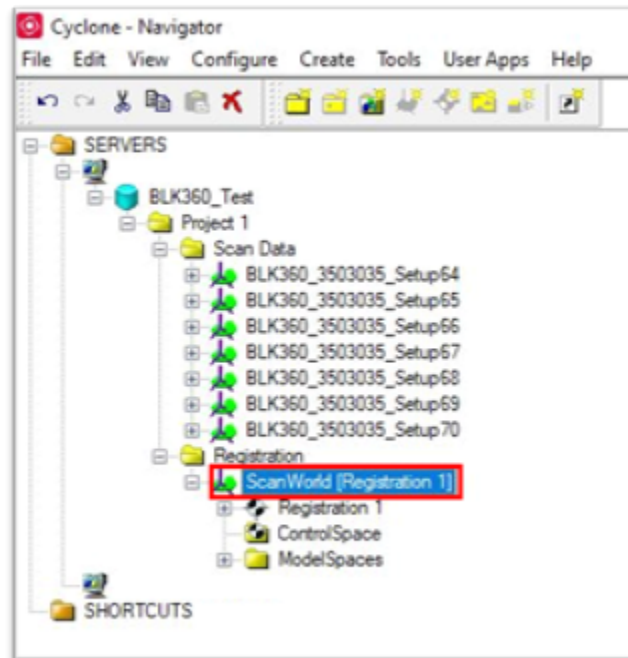 Cyclone - Navigator
File Edit View Configure Create Tools User Apps Help
SERVERS
BLK360_Test
Project 1
Scan Data
BLK360_3503035_Setup64
BLK360_3503035_Setup65
BLK360_3503035_Setup66
BLK360_3503035_Setup67
BLK360_3503035_Setup68
BLK360_3503035_Setup69
BLK360_3503035_Setup70
Registration
ScanWorld [Registration 1]
Registration 1
ControlSpace
ModelSpaces
SHORTCUTS